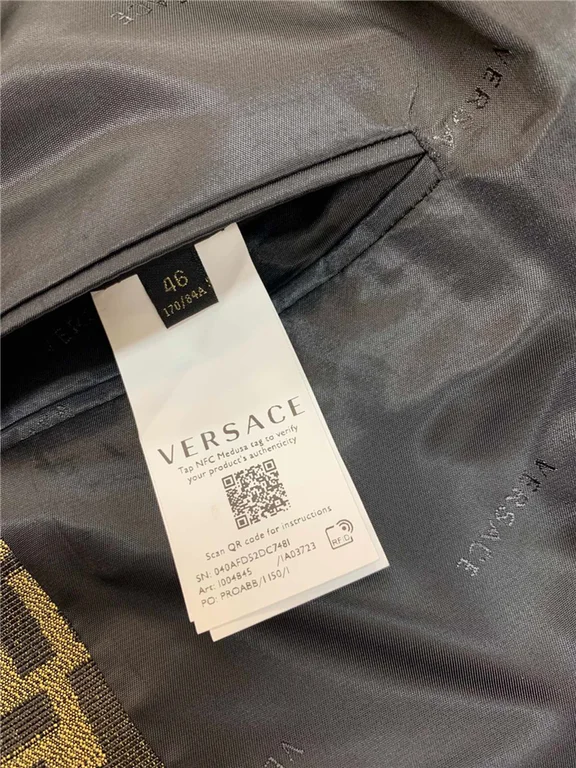 VERSACE
46
170/84A
VERSACE
Tap NFC Medusa tag to verify
your product's authenticity
Scan QR code for instructions
RFID
SN: 040AFDS2DC7481
Art: 1004845 /1A03723
PO: PROABB/1150/1
VERSACE